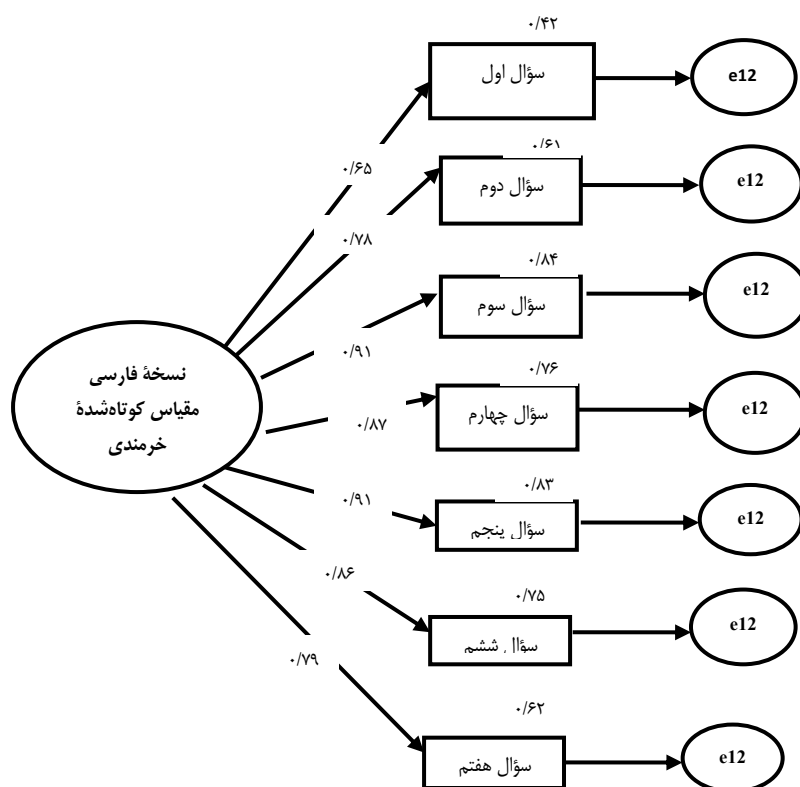 ۰/۴۲
سؤال اول
e12
۰/۶۵
۰/۶۱
سؤال دوم
e12
۰/۷۸
۰/۸۴
سؤال سوم
e12
۰/۹۱
نسخهٔ فارسی
مقیاس کوتاه‌شدهٔ
خرمندی
۰/۷۶
سؤال چهارم
e12
۰/۸۷
۰/۸۳
سؤال پنجم
e12
۰/۹۱
۰/۷۵
سؤال ششم
e12
۰/۸۶
۰/۶۲
سؤال هفتم
e12
۰/۷۹